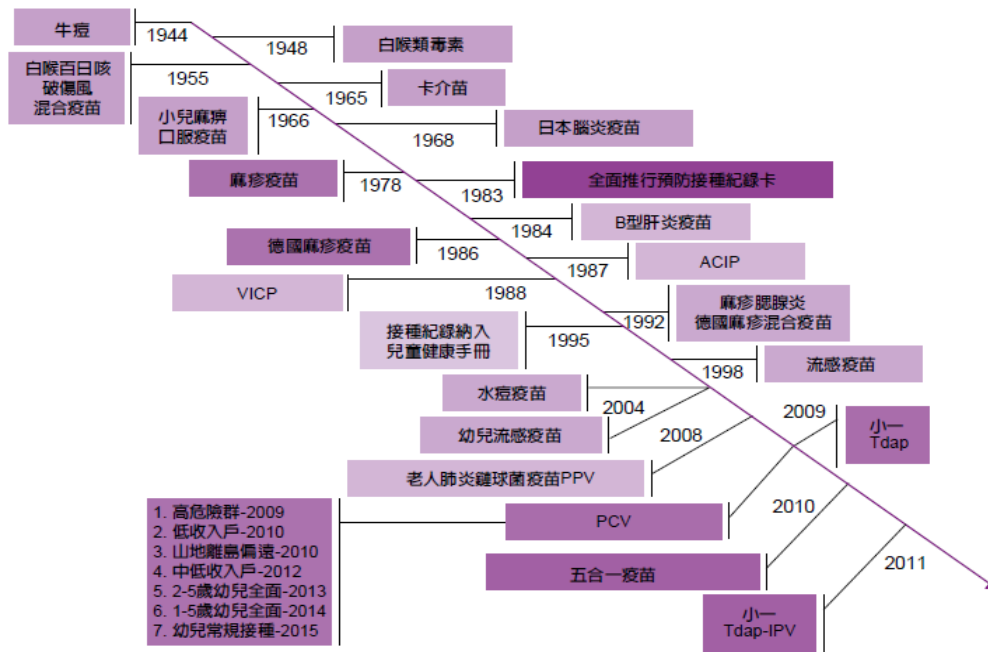 牛痘
1944
1948
白喉類毒素
白喉百日咳
破傷風
混合疫苗
1955
1965
卡介苗
小兒麻痹
口服疫苗
1966
1968
日本腦炎疫苗
麻疹疫苗
1978
1983
全面推行預防接種紀錄卡
1984
B型肝炎疫苗
德國麻疹疫苗
1986
1987
ACIP
VICP
1988
1992
麻疹腮腺炎
德國麻疹混合疫苗
接種紀錄納入
兒童健康手冊
1995
1998
流感疫苗
水痘疫苗
2004
幼兒流感疫苗
2008
2009
小一
Tdap
老人肺炎鏈球菌疫苗PPV
1. 高危險群-2009
2. 低收入戶-2010
3. 山地離島偏遠-2010
4. 中低收入戶-2012
5. 2-5歲幼兒全面-2013
6. 1-5歲幼兒全面-2014
7. 幼兒常規接種-2015
PCV
2010
五合一疫苗
2011
小一
Tdap-IPV